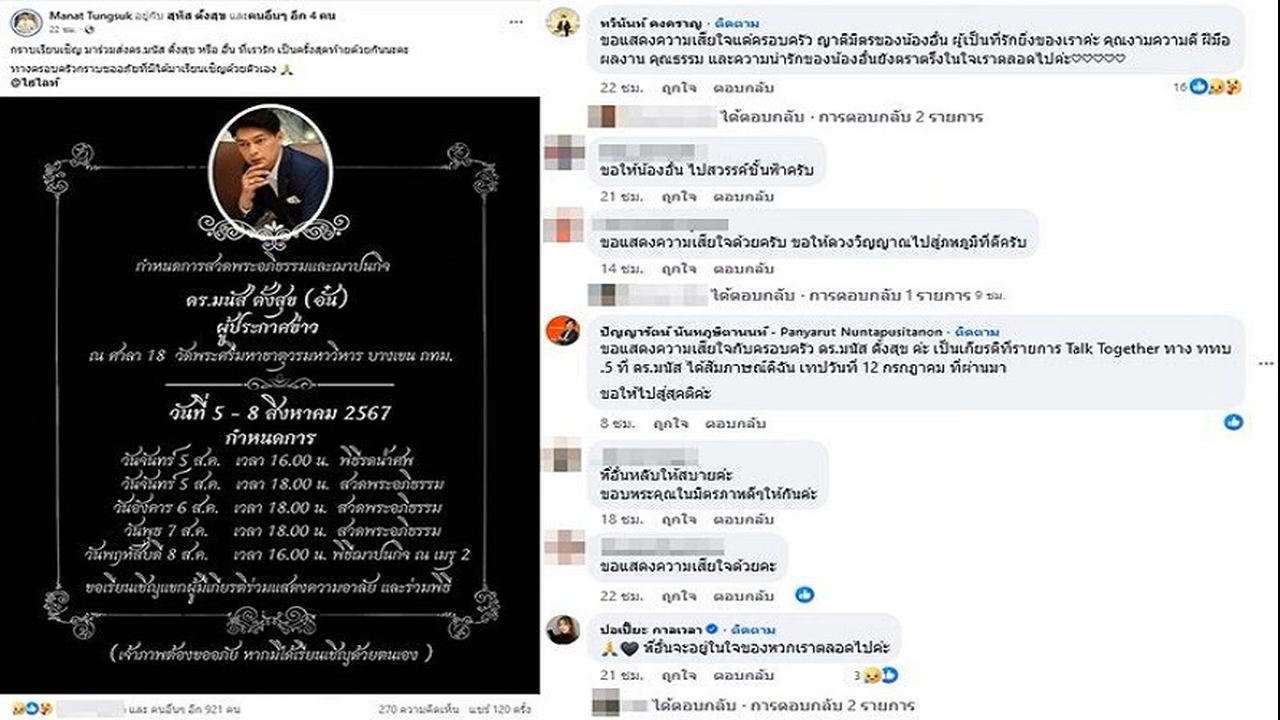 Manat Tungsuk อยู่กับ สุทัส ตั้งสุข และคนอื่นๆ อีก 4 คน
22 ชม.
กราบเรียนเชิญ มาร่วมส่งดร.มนัส ตั้งสุข หรือ อั๋น ที่เรารัก เป็นครั้งสุดท้ายด้วยกันนะคะ
ทางครอบครัวกราบขออภัยที่มิได้มาเรียนเชิญด้วยตัวเอง 🙏
@ไฮไลท์
กำหนดการสวดพระอภิธรรมและฌาปนกิจ
ดร.มนัส ตั้งสุข (อั๋น)
ผู้ประกาศข่าว
ณ ศาลา 18 วัดพระศรีมหาธาตุวรมหาวิหาร บางเขน กทม.
วันที่ 5 - 8 สิงหาคม 2567
กำหนดการ
วันจันทร์ 5 ส.ค. เวลา 16.00 น. พิธีรดน้ำศพ
วันจันทร์ 5 ส.ค. เวลา 18.00 น. สวดพระอภิธรรม
วันอังคาร 6 ส.ค. เวลา 18.00 น. สวดพระอภิธรรม
วันพุธ 7 ส.ค. เวลา 18.00 น. สวดพระอภิธรรม
วันพฤหัสบดี 8 ส.ค. เวลา 16.00 น. พิธีฌาปนกิจ ณ เมรุ 2
ขอเรียนเชิญแขกผู้มีเกียรติร่วมแสดงความอาลัย และร่วมพิธี
(เจ้าภาพต้องขออภัย หากมิได้เรียนเชิญด้วยตนเอง )
และ คนอื่นๆ อีก 921 คน 270 ความคิดเห็น แชร์ 120 ครั้ง
ทวินันท์ คงคราญ · ติดตาม
ขอแสดงความเสียใจแด่ครอบครัว ญาติมิตรของน้องอั๋น ผู้เป็นที่รักยิ่งของเราค่ะ คุณงามความดี ฝีมือ
ผลงาน คุณธรรม และความน่ารักของน้องอั๋นยังตราตรึงในใจเราตลอดไปค่ะ♡♡♡♡♡
22 ชม. ถูกใจ ตอบกลับ 16
ได้ตอบกลับ · การตอบกลับ 2 รายการ
ขอให้น้องอั๋น ไปสวรรค์ชั้นฟ้าครับ
21 ชม. ถูกใจ ตอบกลับ
ขอแสดงความเสียใจด้วยครับ ขอให้ดวงวิญญาณไปสู่ภพภูมิที่ดีครับ
14 ชม. ถูกใจ ตอบกลับ
ได้ตอบกลับ · การตอบกลับ 1 รายการ 9 ชม.
ปัญญารัตน์ นันทภูษิตานนท์ - Panyarut Nuntapusitanon · ติดตาม
ขอแสดงความเสียใจกับครอบครัว ดร.มนัส ตั้งสุข ค่ะ เป็นเกียรติที่รายการ Talk Together ทาง ททบ
.5 ที่ ดร.มนัส ได้สัมภาษณ์ดิฉัน เทปวันที่ 12 กรกฎาคม ที่ผ่านมา
ขอให้ไปสู่สุคติค่ะ
8 ชม. ถูกใจ ตอบกลับ
พี่อั๋นหลับให้สบายค่ะ
ขอบพระคุณในมิตรภาพดีๆให้กันค่ะ
18 ชม. ถูกใจ ตอบกลับ
ขอแสดงความเสียใจด้วยคะ
22 ชม. ถูกใจ ตอบกลับ
ปอเปี๊ยะ กาลเวลา · ติดตาม
🙏🖤 พี่อั๋นจะอยู่ในใจของพวกเราตลอดไปค่ะ
21 ชม. ถูกใจ ตอบกลับ 3
ได้ตอบกลับ · การตอบกลับ 2 รายการ